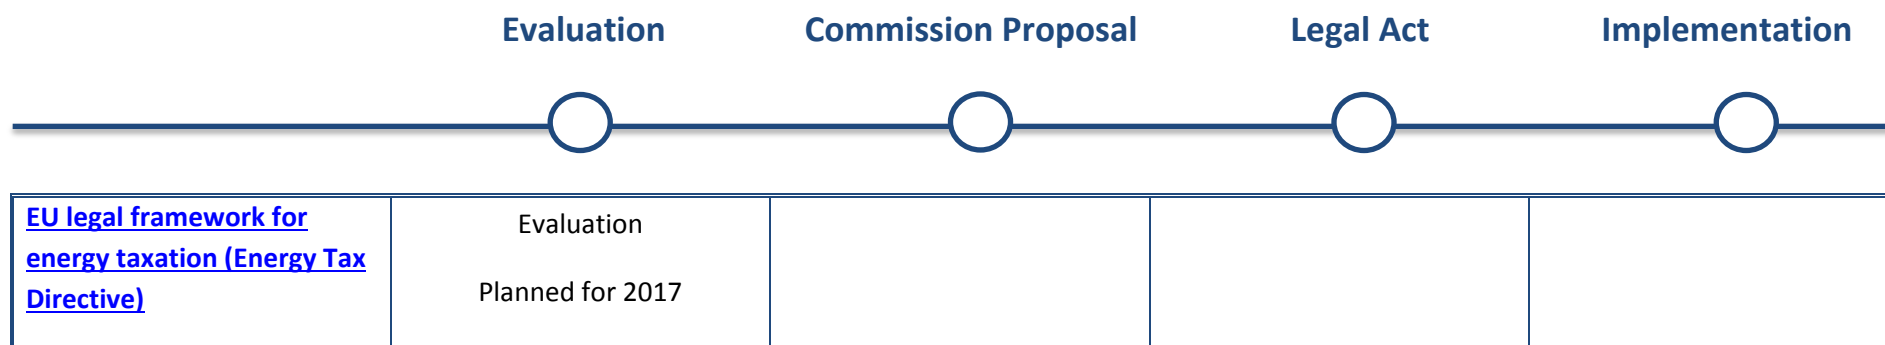 Evaluation Commission Proposal Legal Act Implementation
EU legal framework for
energy taxation (Energy Tax
Directive)
Evaluation
Planned for 2017